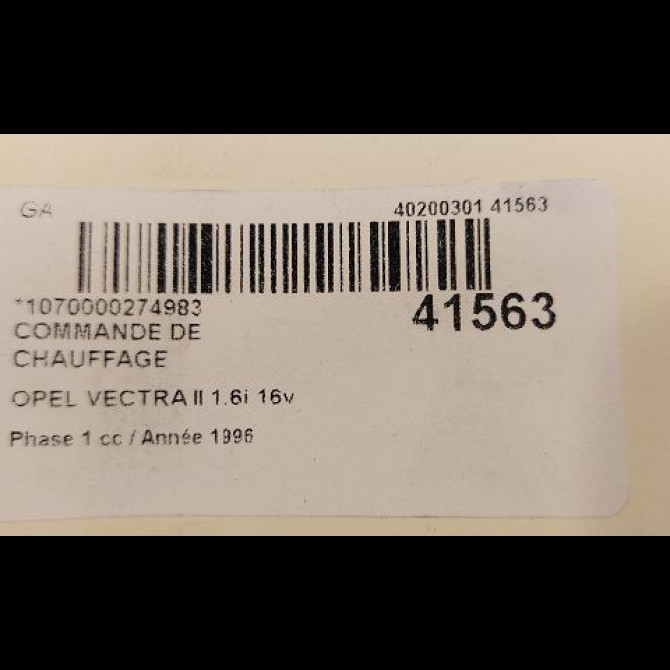 GA
40200301 41563
*1070000274983
41563
COMMANDE DE
CHAUFFAGE
OPEL VECTRA II 1.6i 16v
Phase 1 cc / Année 1996